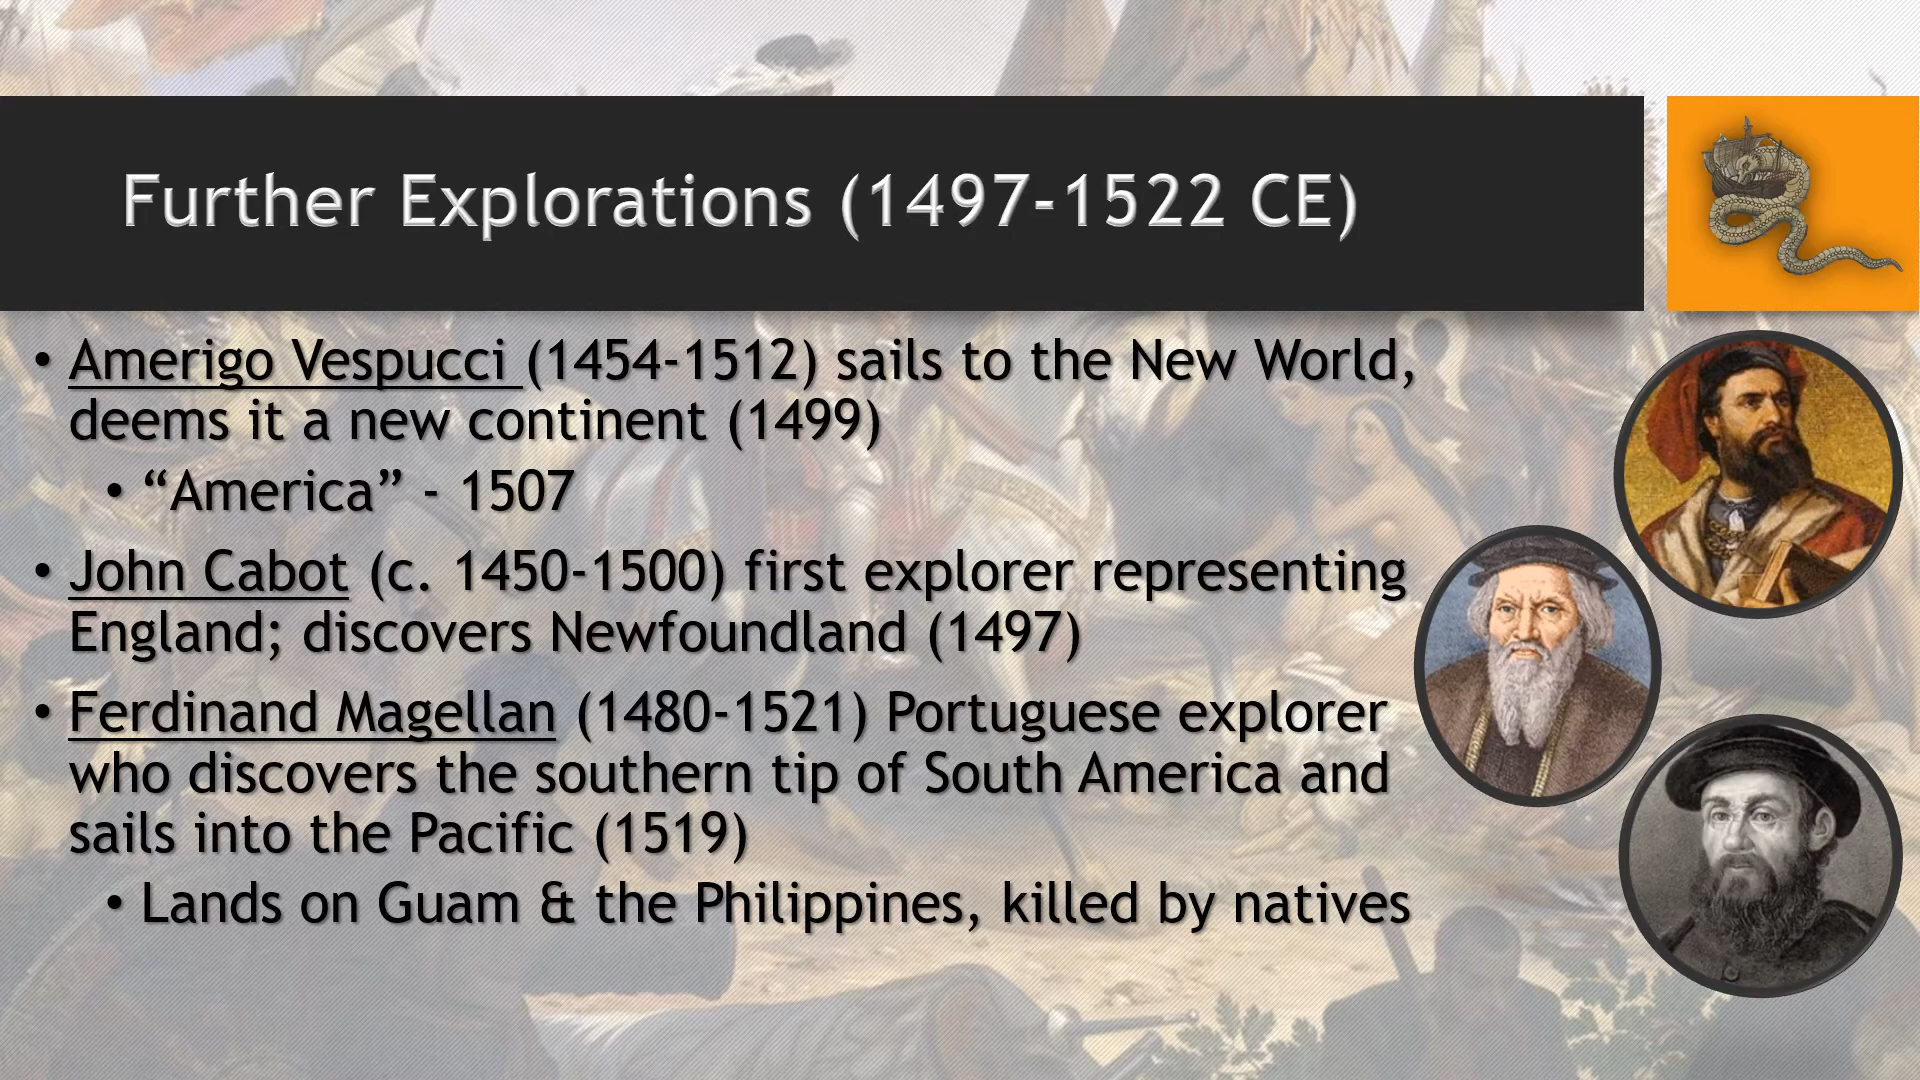 Further Explorations (1497-1522 CE)
• Amerigo Vespucci (1454-1512) sails to the New World,
deems it a new continent (1499)
• “America” - 1507
• John Cabot (c. 1450-1500) first explorer representing
England; discovers Newfoundland (1497)
• Ferdinand Magellan (1480-1521) Portuguese explorer
who discovers the southern tip of South America and
sails into the Pacific (1519)
• Lands on Guam & the Philippines, killed by natives